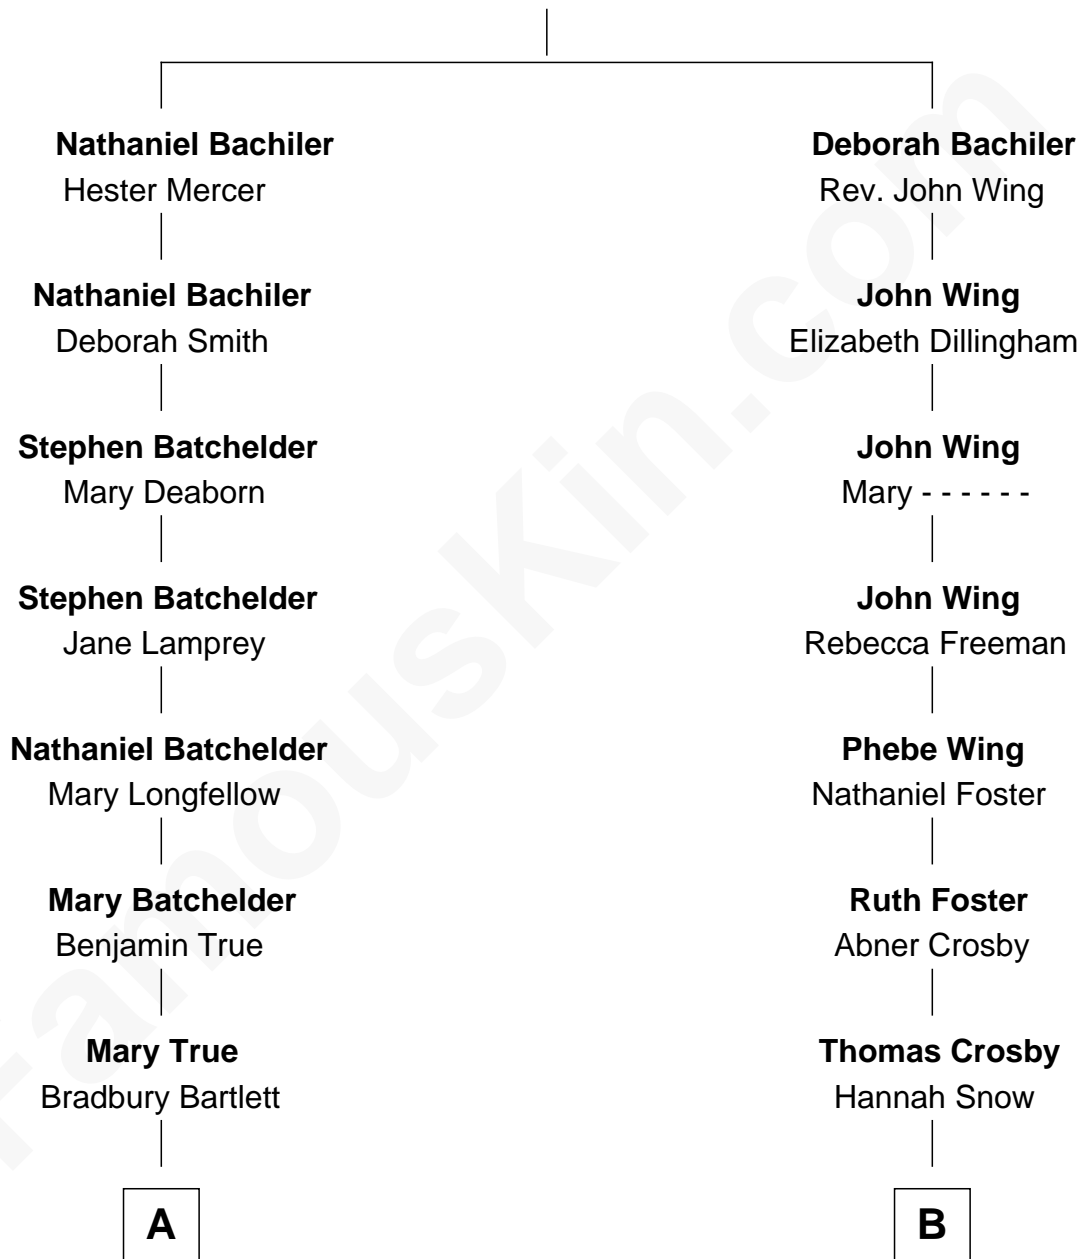 Nathaniel Bachiler
Hester Mercer
Deborah Bachiler
Rev. John Wing
Nathaniel Bachiler
Deborah Smith
John Wing
Elizabeth Dillingham
Stephen Batchelder
Mary Deaborn
John Wing
Mary - - - - - -
Stephen Batchelder
Jane Lamprey
John Wing
Rebecca Freeman
Nathaniel Batchelder
Mary Longfellow
Phebe Wing
Nathaniel Foster
Mary Batchelder
Benjamin True
Ruth Foster
Abner Crosby
Mary True
Bradbury Bartlett
Thomas Crosby
Hannah Snow
A
B
FamousKin.com